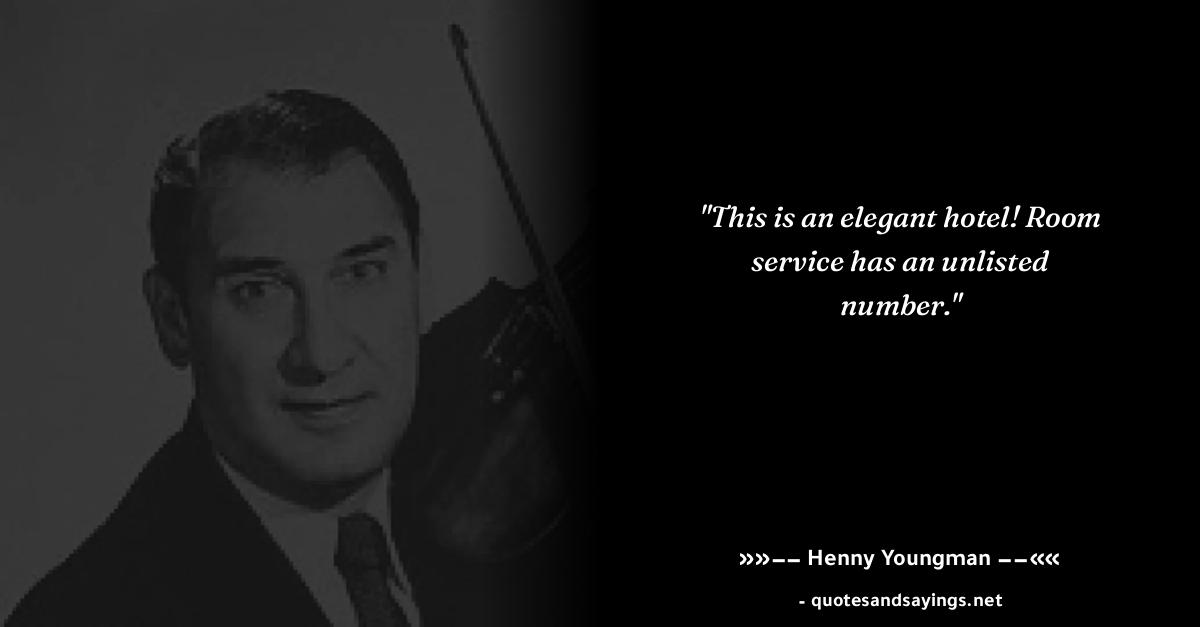 "This is an elegant hotel! Room
service has an unlisted
number."
»»−− Henny Youngman −−««
- quotesandsayings.net